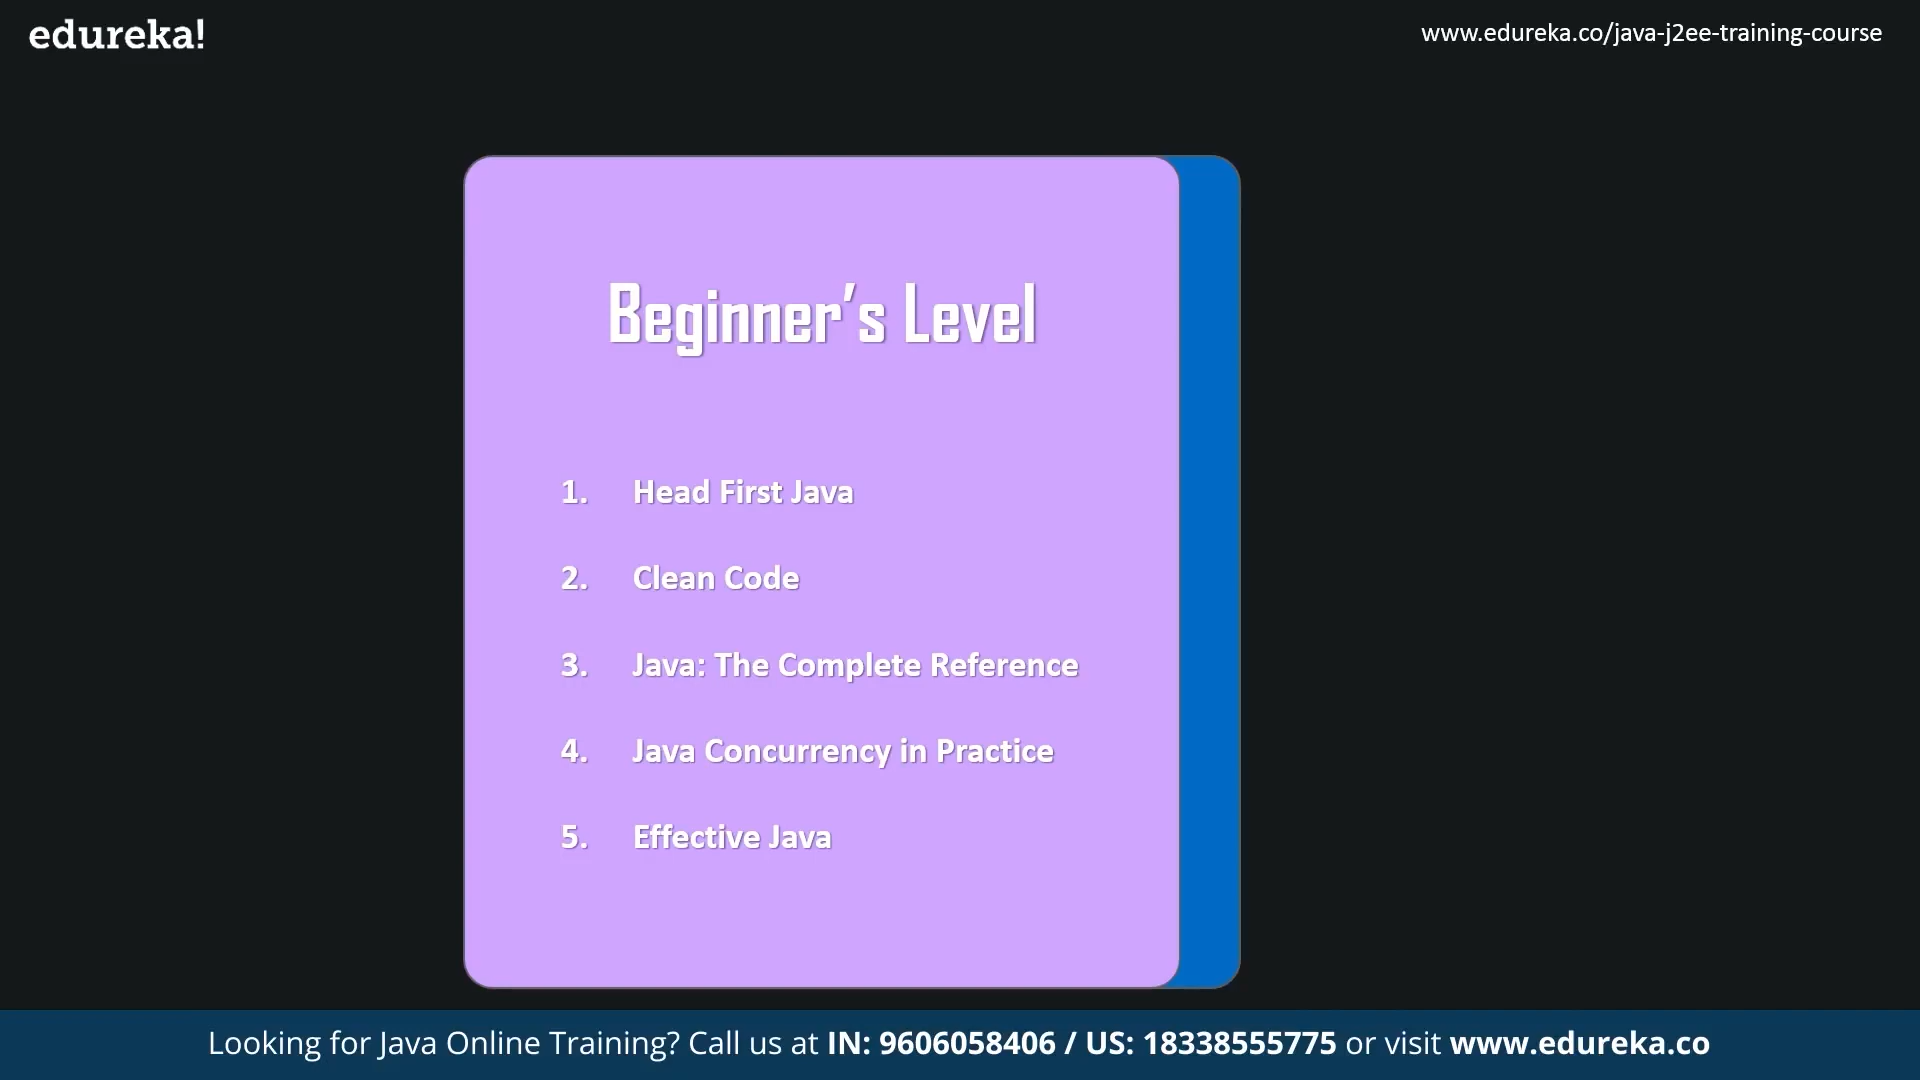 edureka!
www.edureka.co/java-j2ee-training-course
Beginner's Level
1. Head First Java
2. Clean Code
3. Java: The Complete Reference
4. Java Concurrency in Practice
5. Effective Java
Looking for Java Online Training? Call us at IN: 9606058406 / US: 18338555775 or visit www.edureka.co